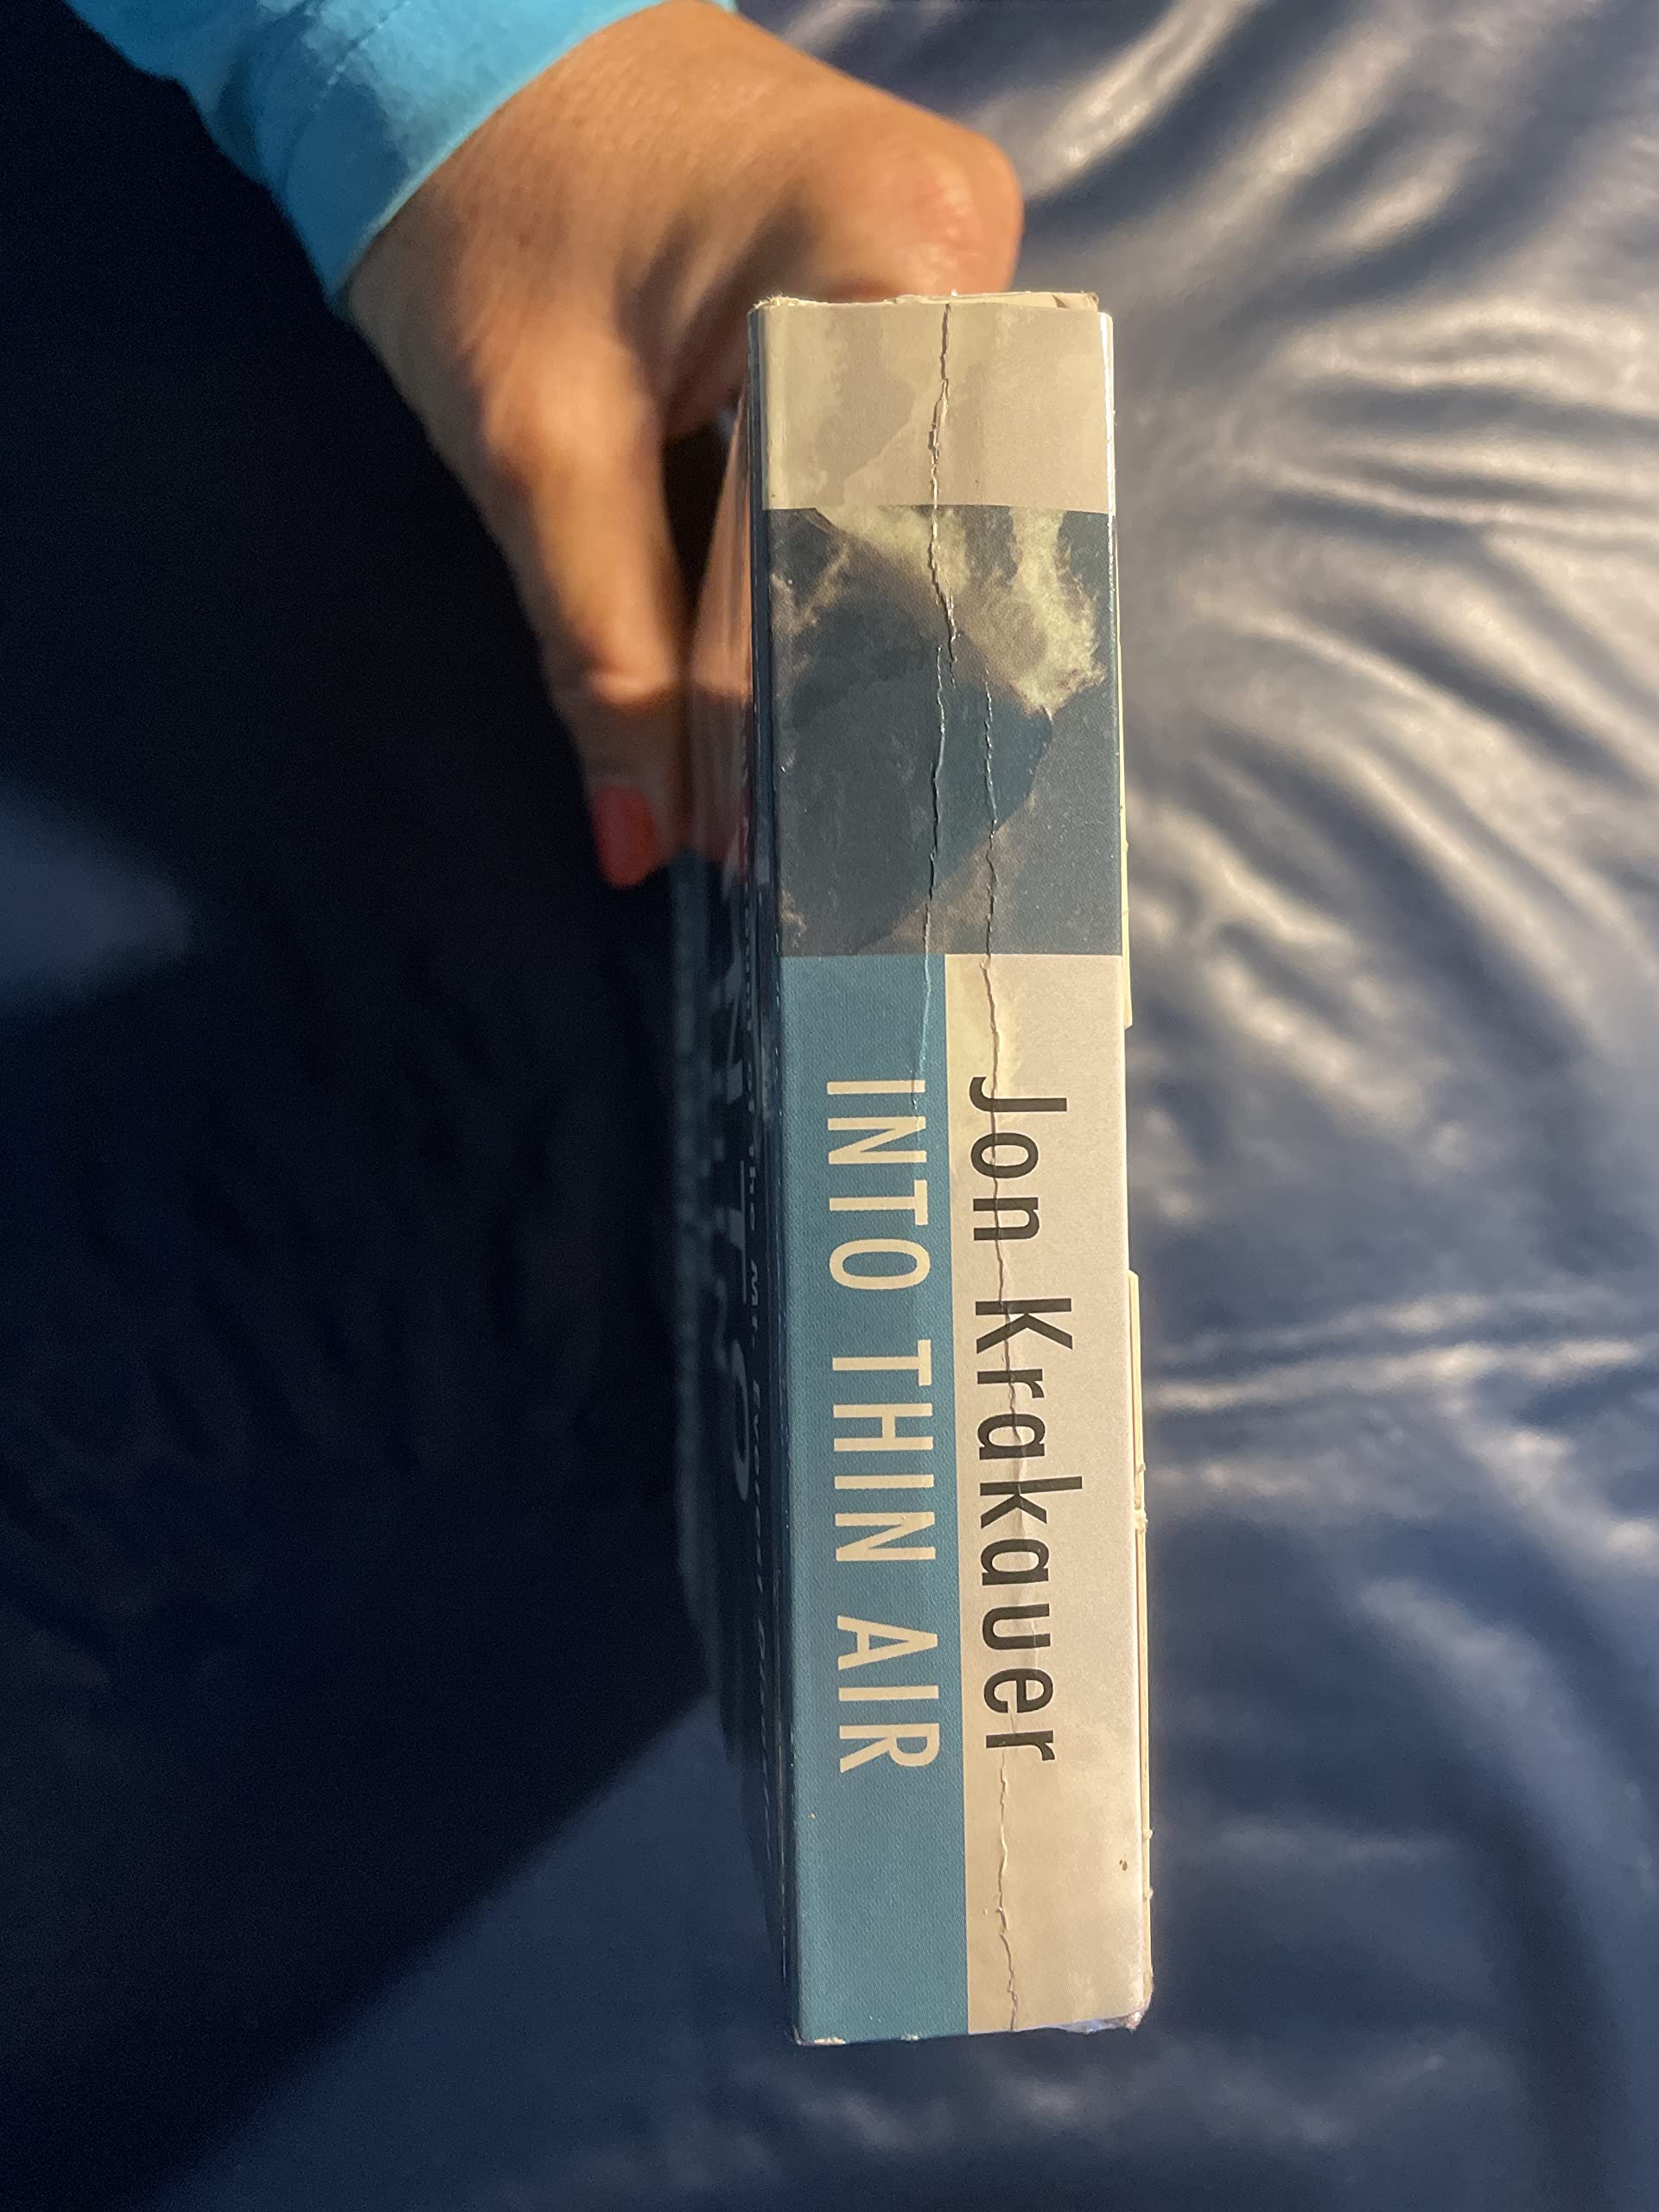 Jon Krakauer
INTO THIN AIR